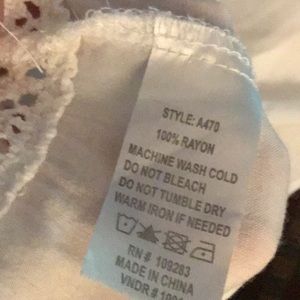 STYLE: A470
100% RAYON
MACHINE WASH COLD
DO NOT BLEACH
DO NOT TUMBLE DRY
WARM IRON IF NEEDED
RN # 109283
MADE IN CHINA
VNDR #